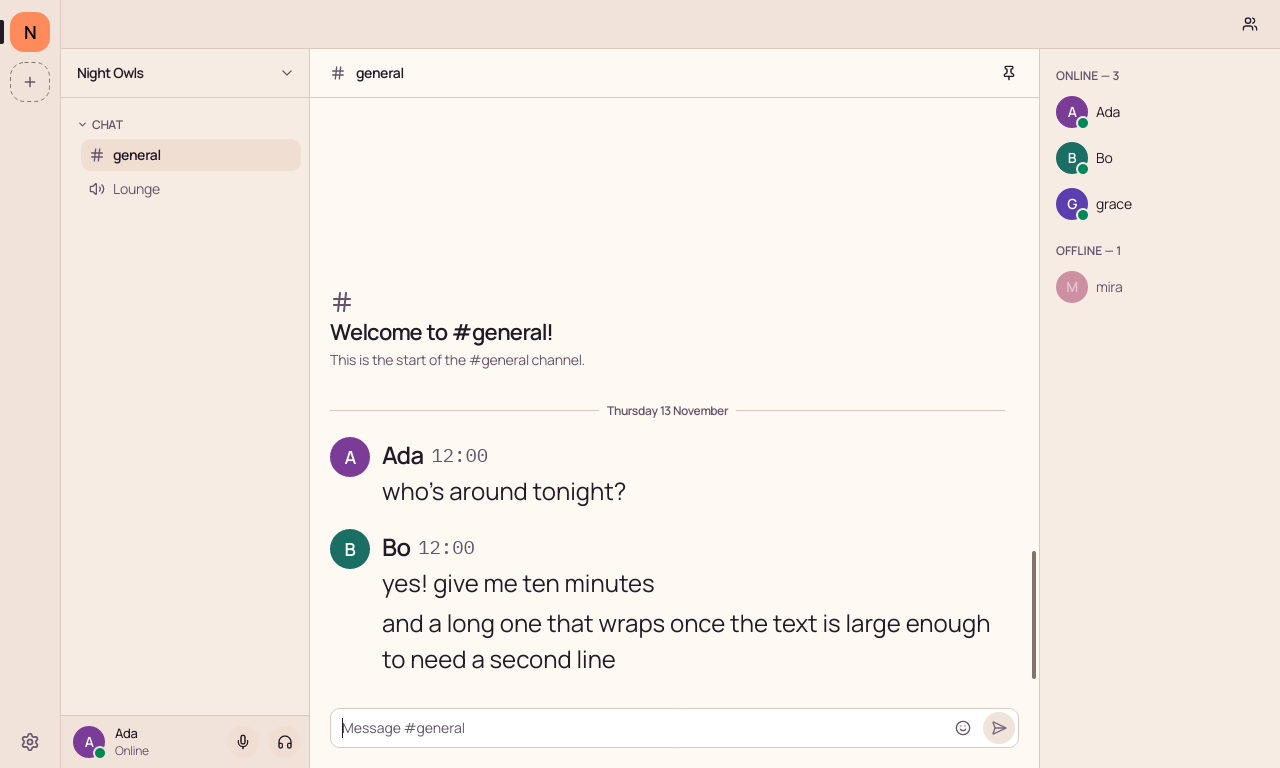 N
Night Owls
CHAT
general
Lounge
A
Ada
Online
general
Welcome to #general!
This is the start of the #general channel.
Thursday 13 November
A
Ada 12:00
who's around tonight?
B
Bo 12:00
yes! give me ten minutes
and a long one that wraps once the text is large enough
to need a second line
Message #general
ONLINE — 3
A
Ada
B
Bo
G
grace
OFFLINE — 1
M
mira